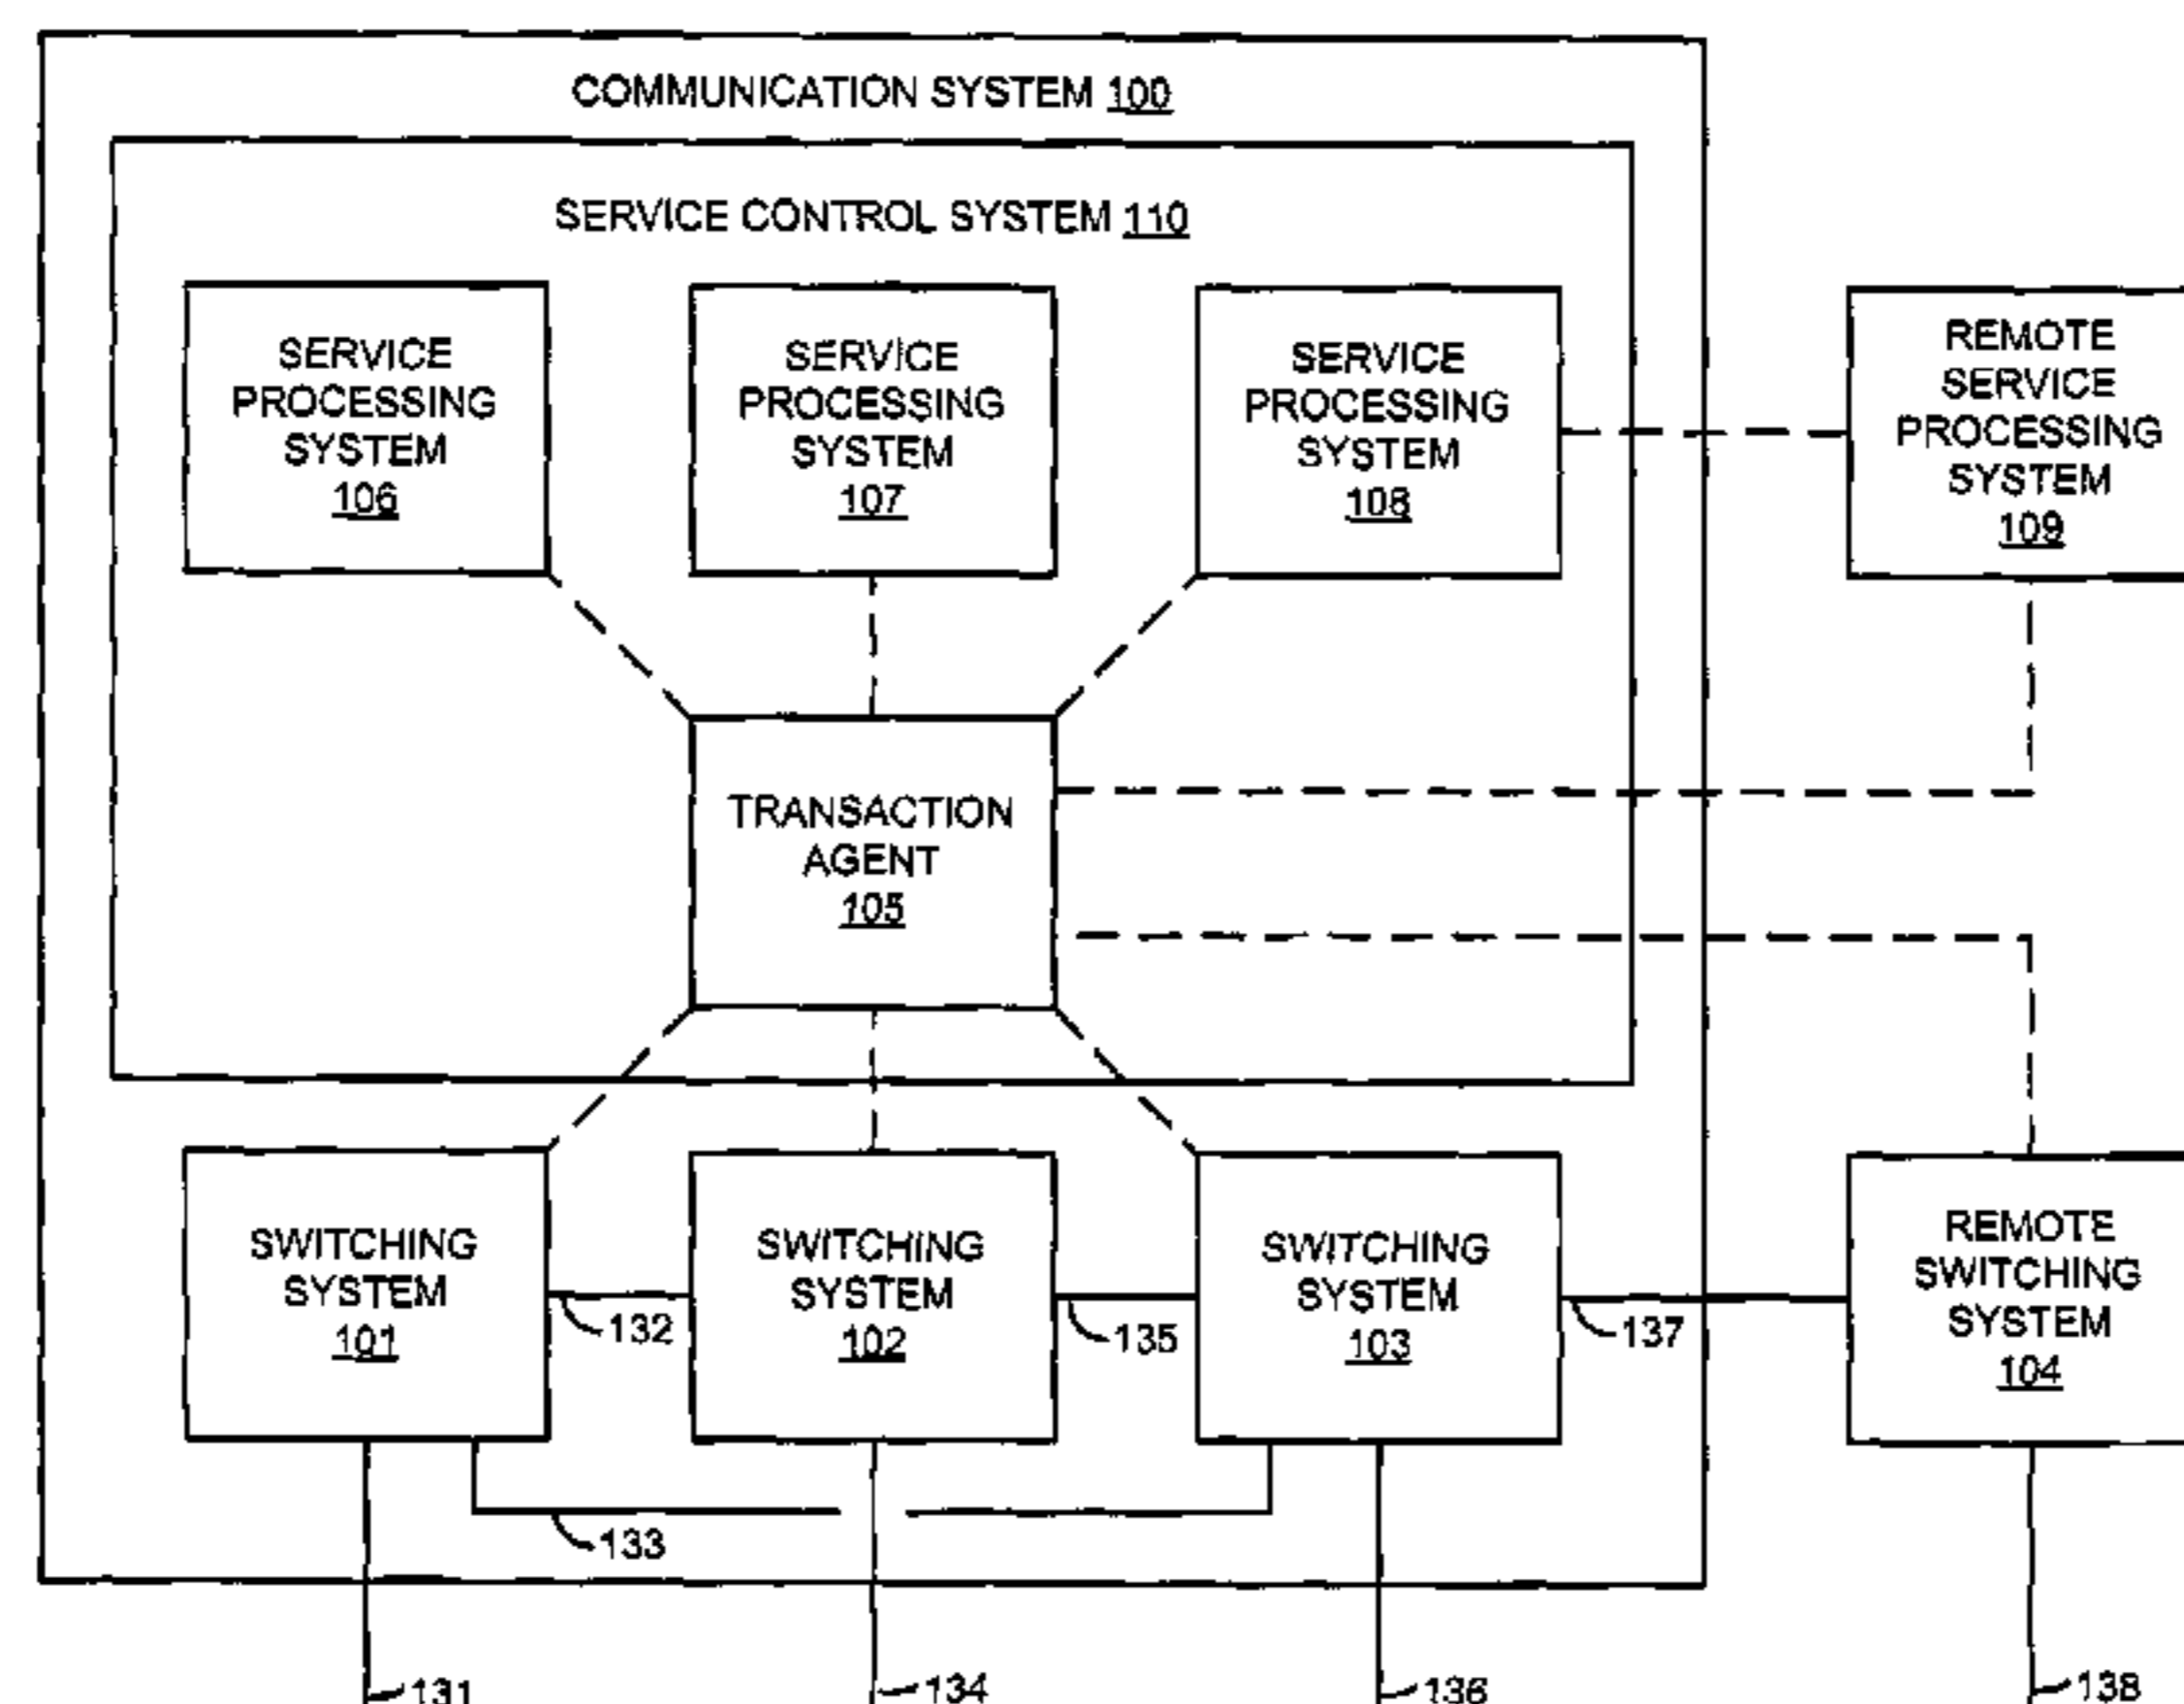 COMMUNICATION SYSTEM 100
SERVICE CONTROL SYSTEM 110
SERVICE
PROCESSING
SYSTEM
106
SERVICE
PROCESSING
SYSTEM
107
SERVICE
PROCESSING
SYSTEM
108
REMOTE
SERVICE
PROCESSING
SYSTEM
109
TRANSACTION
AGENT
105
SWITCHING
SYSTEM
101
132
SWITCHING
SYSTEM
102
135
SWITCHING
SYSTEM
103
137
REMOTE
SWITCHING
SYSTEM
104
133
131
134
136
138